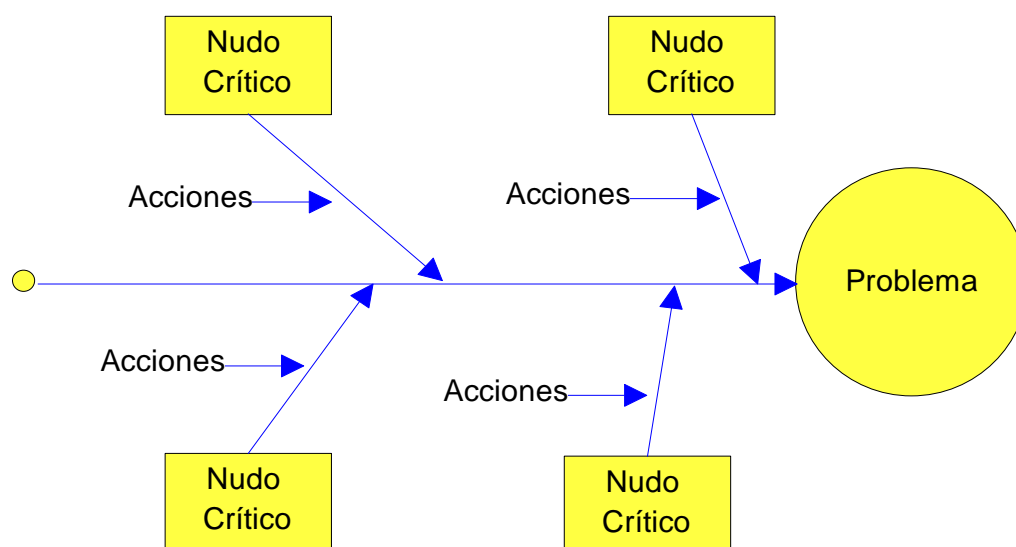 Nudo
Crítico
Nudo
Crítico
Acciones
Acciones
Problema
Acciones
Acciones
Nudo
Crítico
Nudo
Crítico